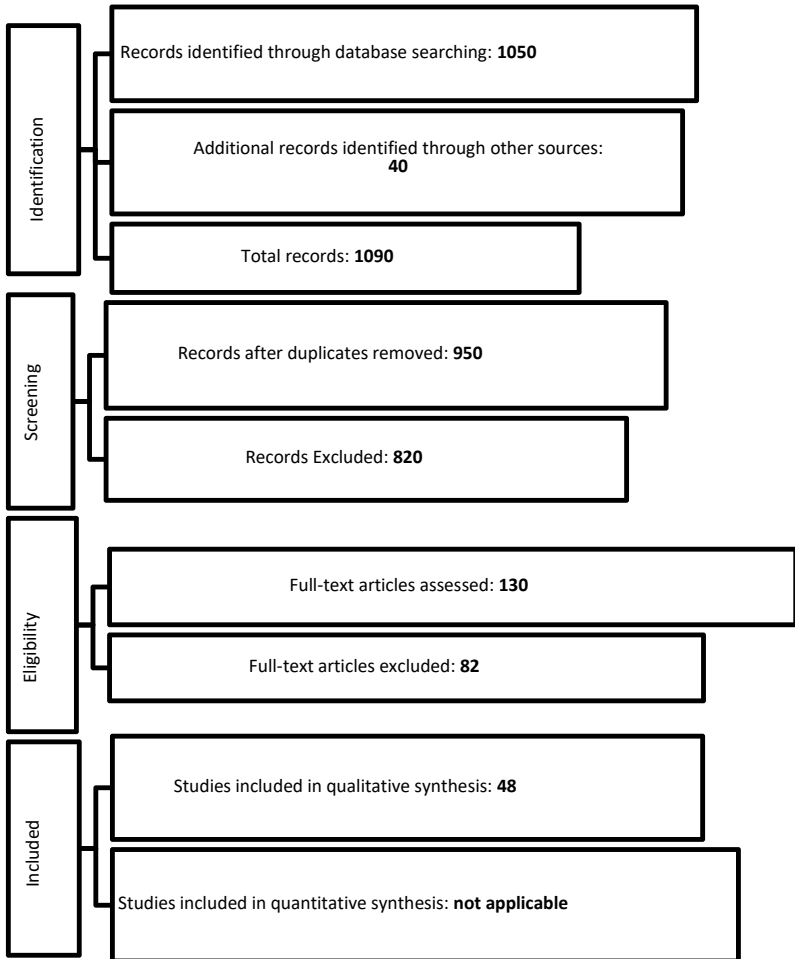 Identification
Records identified through database searching: 1050
Additional records identified through other sources:
40
Total records: 1090
Screening
Records after duplicates removed: 950
Records Excluded: 820
Eligibility
Full-text articles assessed: 130
Full-text articles excluded: 82
Included
Studies included in qualitative synthesis: 48
Studies included in quantitative synthesis: not applicable